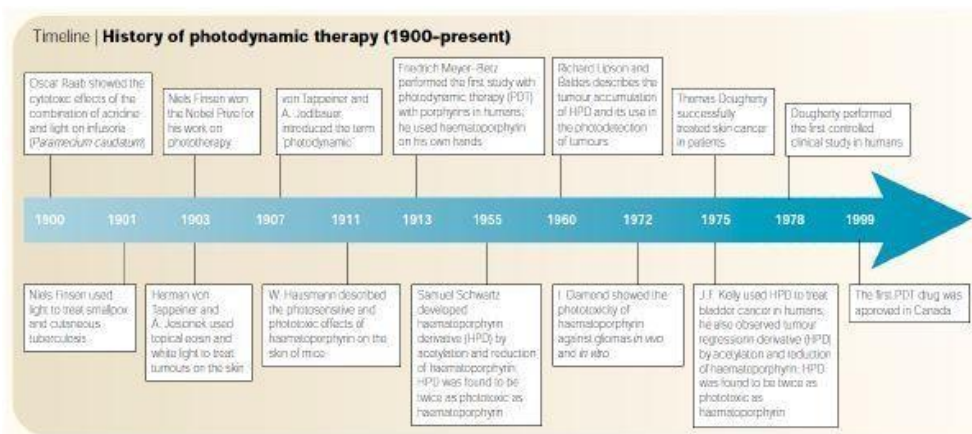 Timeline | History of photodynamic therapy (1900–present)
Oscar Raab showed the
cytotoxic effects of the
combination of acridine
and light on infusoria
(Paramecium caudatum)
Niels Finsen won
the Nobel Prize for
his work on
phototherapy
von Tappeiner and
A. Jodlbauer
introduced the term
'photodynamic'
Friedrich Meyer-Betz
performed the first study with
photodynamic therapy (PDT)
with porphyrins in humans;
he used haematoporphyrin
on his own hands
Richard Lipson and
Baldes describes the
tumour accumulation
of HPD and its use in
the photodetection
of tumours
Thomas Dougherty
successfully
treated skin cancer
in patients
Dougherty performed
the first controlled
clinical study in humans
1900 1901 1903 1907 1911 1913 1955 1960 1972 1975 1978 1999
Niels Finsen used
light to treat smallpox
and cutaneous
tuberculosis
Herman von
Tappeiner and
A. Jesionek used
topical eosin and
white light to treat
tumours on the skin
W. Hausmann described
the photosensitive and
phototoxic effects of
haematoporphyrin on the
skin of mice
Samuel Schwartz
developed
haematoporphyrin
derivative (HPD) by
acetylation and reduction
of haematoporphyrin.
HPD was found to be
twice as phototoxic as
haematoporphyrin
I. Diamond showed the
phototoxicity of
haematoporphyrin
against gliomas in vivo
and in vitro
J.F. Kelly used HPD to treat
bladder cancer in humans;
he also observed tumour
regression derivative (HPD)
by acetylation and reduction
of haematoporphyrin; HPD
was found to be twice as
phototoxic as
haematoporphyrin
The first PDT drug was
approved in Canada